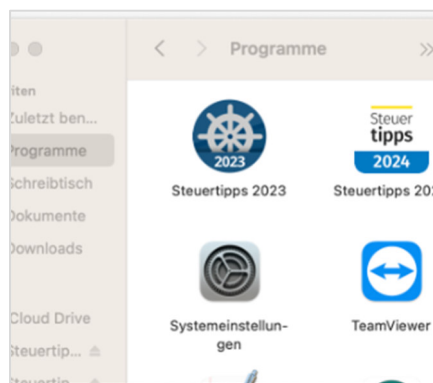 Programme
iten
Zuletzt ben...
Programme
Schreibtisch
Dokumente
Downloads
Cloud Drive
Steuertip...
2023
Steuertipps 2023
Steuer
tipps
2024
Steuertipps 202
Systemeinstellun-
gen
TeamViewer